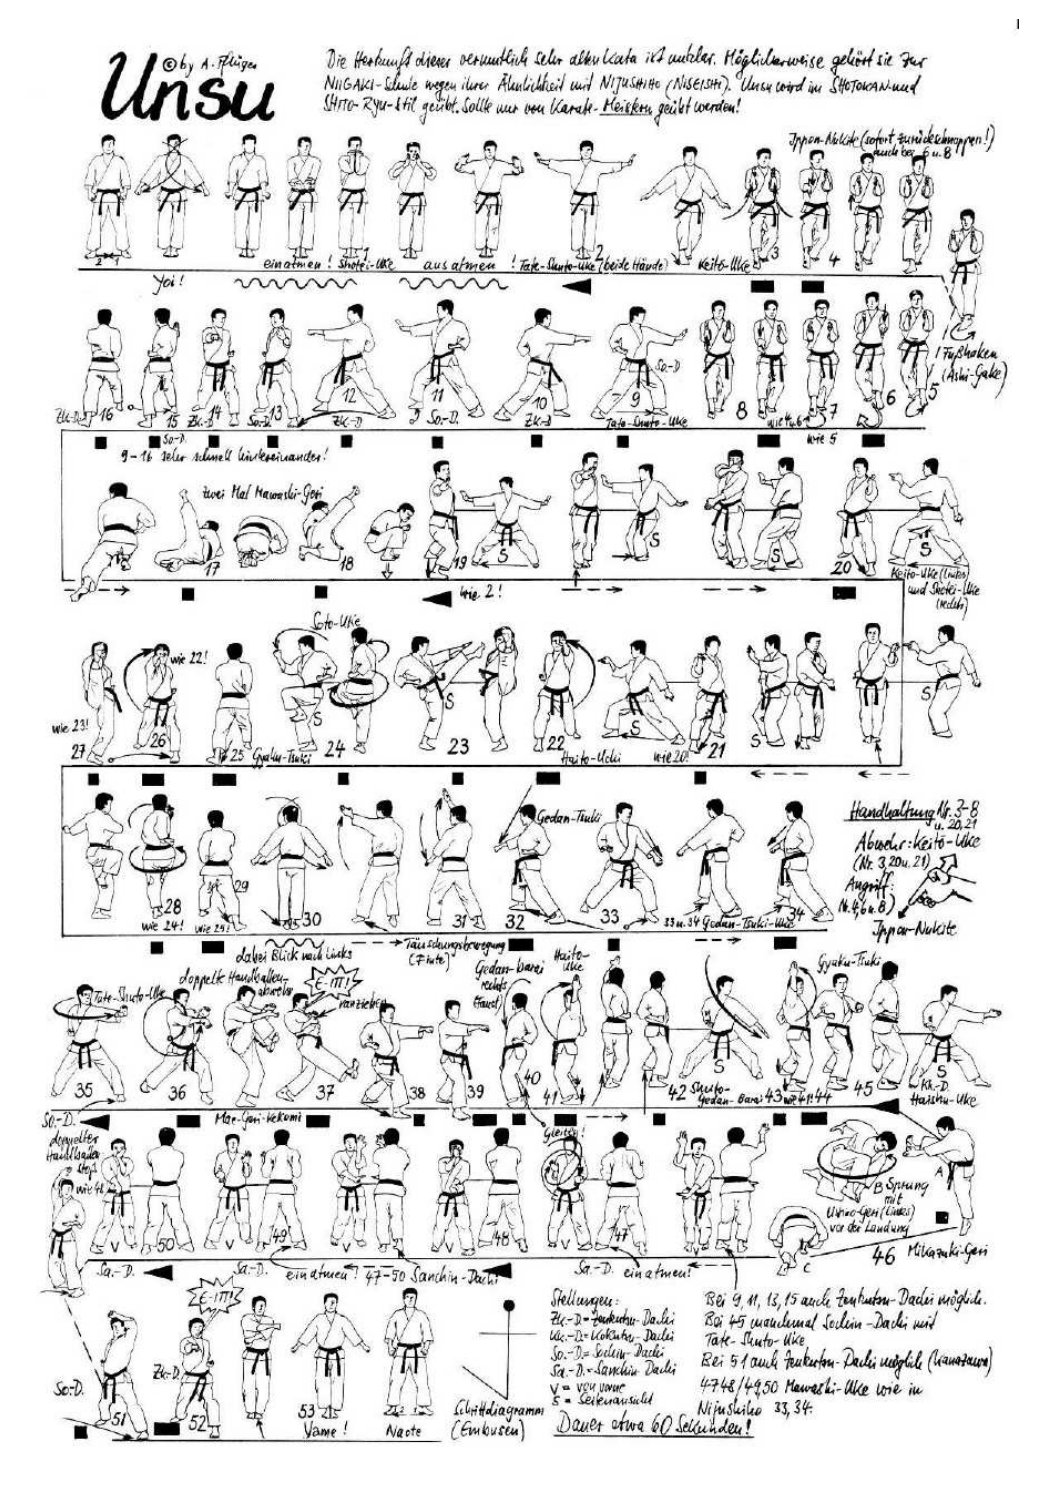 Unsu
© by A. Pflüger
Die Herkunft dieser vermutlich sehr alten Kata ist unklar. Möglicherweise gehört sie zur
NIIGAKI-Schule wegen ihrer Ähnlichkeit mit NIJUSHIHO (NISEISHI). Unsu wird im SHOTOKAN- und
SHITO-RYU-Stil geübt. Sollte nur von Karate-Meistern geübt werden!
Ippon-Nukite (sofort zurückschnappen!)
auch bei 6 u. 8
2 1 1 2 3 4
einatmen! Shotei-Uke ausatmen! Tate-Shuto-Uke (beide Hände) Keito-Uke
Yoi!
Fußhaken
(Ashi-Gake)
So.-D.
16 15 14 13 12 11 10 9 8 7 6 5
Zk.-D. So.-D. Zk.-D. So.-D. Zk.-D. So.-D. Zk.-D. Tate-Shuto-Uke wie 4 u. 6 wie 5
9-16 sehr schnell hintereinander!
zwei Mal Mawashi-Geri
17 18 19 S S S 20 S
wie 2!
Keito-Uke (links)
und Shotei-Uke
(rechts)
Soto-Uke
wie 22!
wie 23!
27 26 25 Gyaku-Tsuki S 24 S 23 22 Haito-Uchi S wie 20! 21 S S
Gedan-Tsuki
Handhaltung Nr. 3-8
u. 20, 21
Abwehr: Keito-Uke
(Nr. 3, 20 u. 21)
Angriff:
Nr. 4, 6 u. 8)
Ippon-Nukite
28 29 30 31 32 33 33 u. 34 Gedan-Tsuki-Uke 34
wie 24! wie 25!
dabei Blick nach links
Täuschungsbewegung
(Finte)
Tate-Shuto-Uke
doppelte Handballen-
abwehr
E-IT!
ranziehen
Gedan-barai
rechts
(Faust)
Haito-
Uke
Gyaku-Tsuki
35 36 37 38 39 40 41 42 Shuto-
Gedan-Barai 43 wie 41! 44 45
S S
Kk.-D.
Haishu-Uke
So.-D.
Mae-Geri-Kekomi
Gleiten!
doppelter
Handballen-
stoß
wie 46
V 50 V 49 V 48 47 V
A
B Sprung
mit
Ushiro-Geri (links)
vor der Landung
C
46 Mikazuki-Geri
Sa.-D. Sa.-D. einatmen! 47-50 Sanchin-Dachi Sa.-D. einatmen!
E-IT!
So.-D. 51
Zk.-D. 52
53
Yame! Naote
Schrittdiagramm
(Embusen)
Stellungen:
Zk.-D. = Zenkutsu-Dachi
Kk.-D. = Kokutsu-Dachi
So.-D. = Sochin-Dachi
Sa.-D. = Sanchin-Dachi
V = von vorne
S = Seitenansicht
Dauer etwa 60 Sekunden!
Bei 9, 11, 13, 15 auch Zenkutsu-Dachi möglich.
Bei 45 manchmal Sochin-Dachi mit
Tate-Shuto-Uke
Bei 51 auch Zenkutsu-Dachi möglich (Kanazawa)
47 48 / 49, 50 Mawashi-Uke wie in
Nijushiho 33, 34.